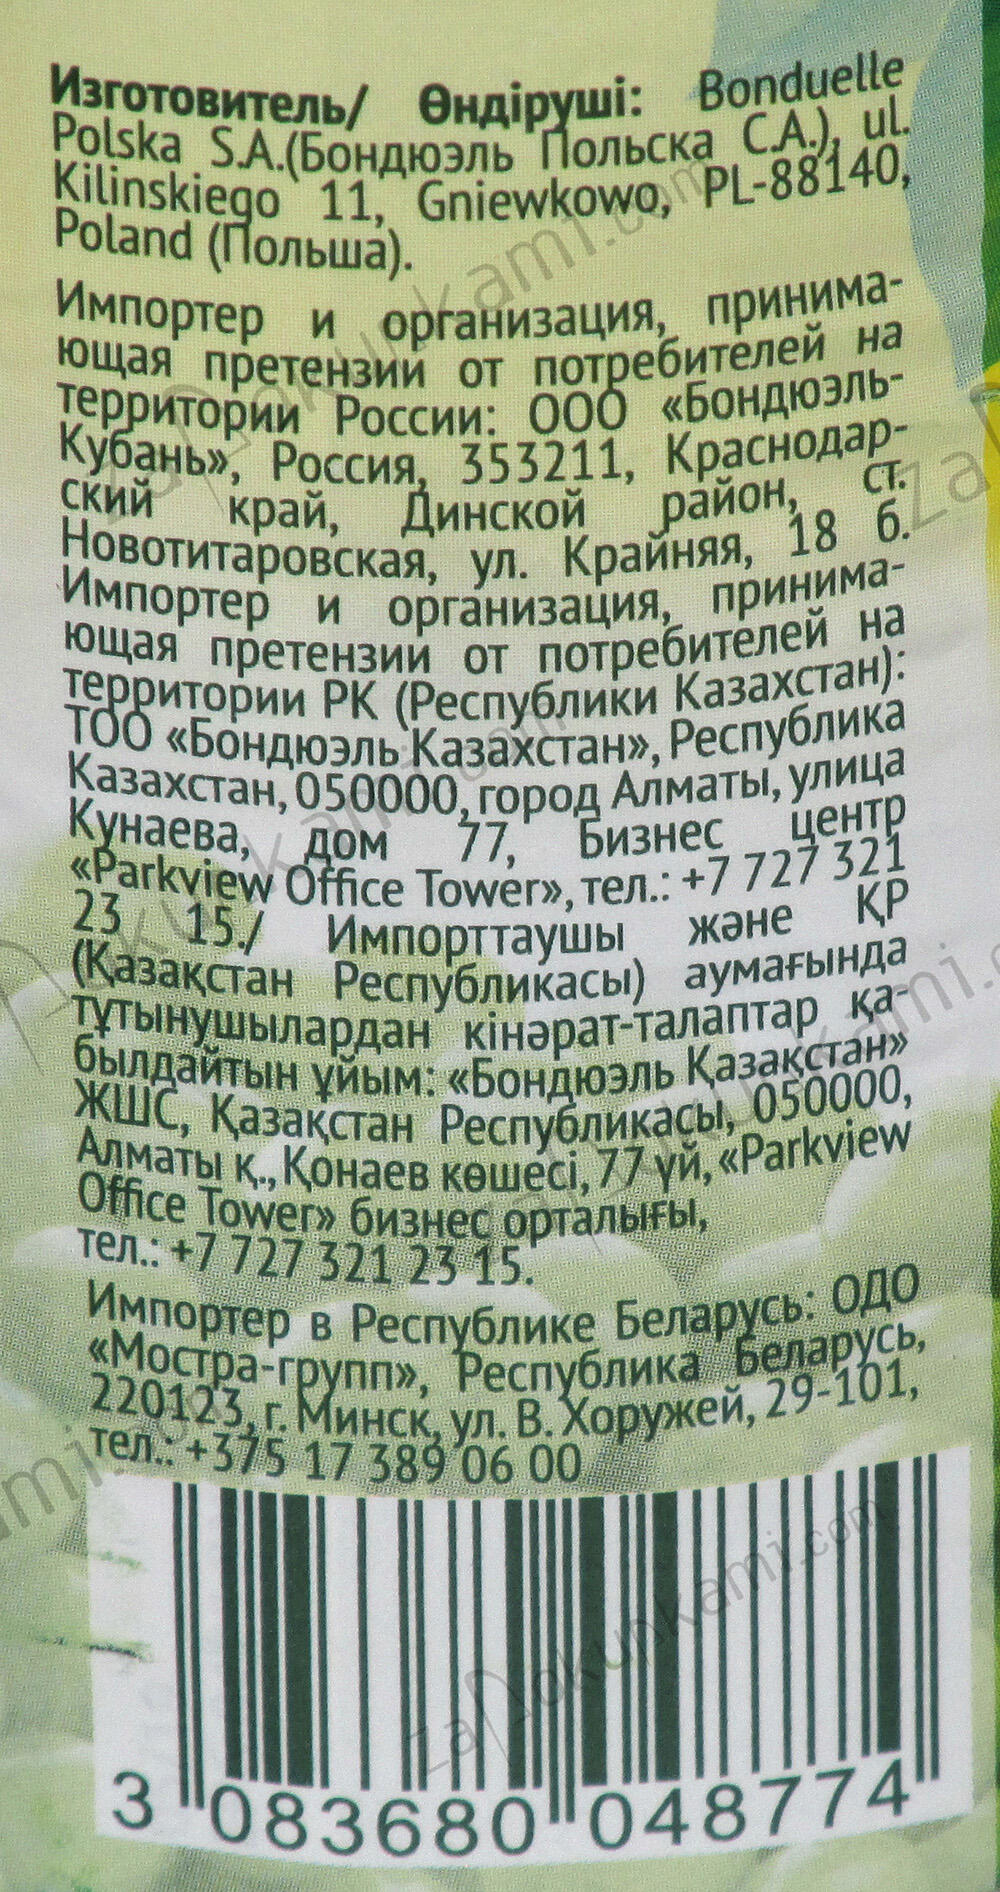 Изготовитель/ Өндіруші: Bonduelle
Polska S.A.(Бондюэль Польска С.А.), ul.
Kilinskiego 11, Gniewkowo, PL-88140,
Poland (Польша).
Импортер и организация, принима-
ющая претензии от потребителей на
территории России: ООО «Бондюэль-
Кубань», Россия, 353211, Краснодар-
ский край, Динской район, ст.
Новотитаровская, ул. Крайняя, 18 б.
Импортер и организация, принима-
ющая претензии от потребителей на
территории РК (Республики Казахстан):
ТОО «Бондюэль Казахстан», Республика
Казахстан, 050000, город Алматы, улица
Кунаева, дом 77, Бизнес центр
«Parkview Office Tower», тел.: +7 727 321
23 15./ Импорттаушы және ҚР
(Қазақстан Республикасы) аумағында
тұтынушылардан кінәрат-талаптар қа-
былдайтын ұйым: «Бондюэль Қазақстан»
ЖШС, Қазақстан Республикасы, 050000,
Алматы қ., Қонаев көшесі, 77 үй, «Parkview
Office Tower» бизнес орталығы,
тел.: +7 727 321 23 15.
Импортер в Республике Беларусь: ОДО
«Мостра-групп», Республика Беларусь,
220123, г. Минск, ул. В. Хоружей, 29-101,
тел.: +375 17 389 06 00
3 083680 048774
zaПokupkami.com